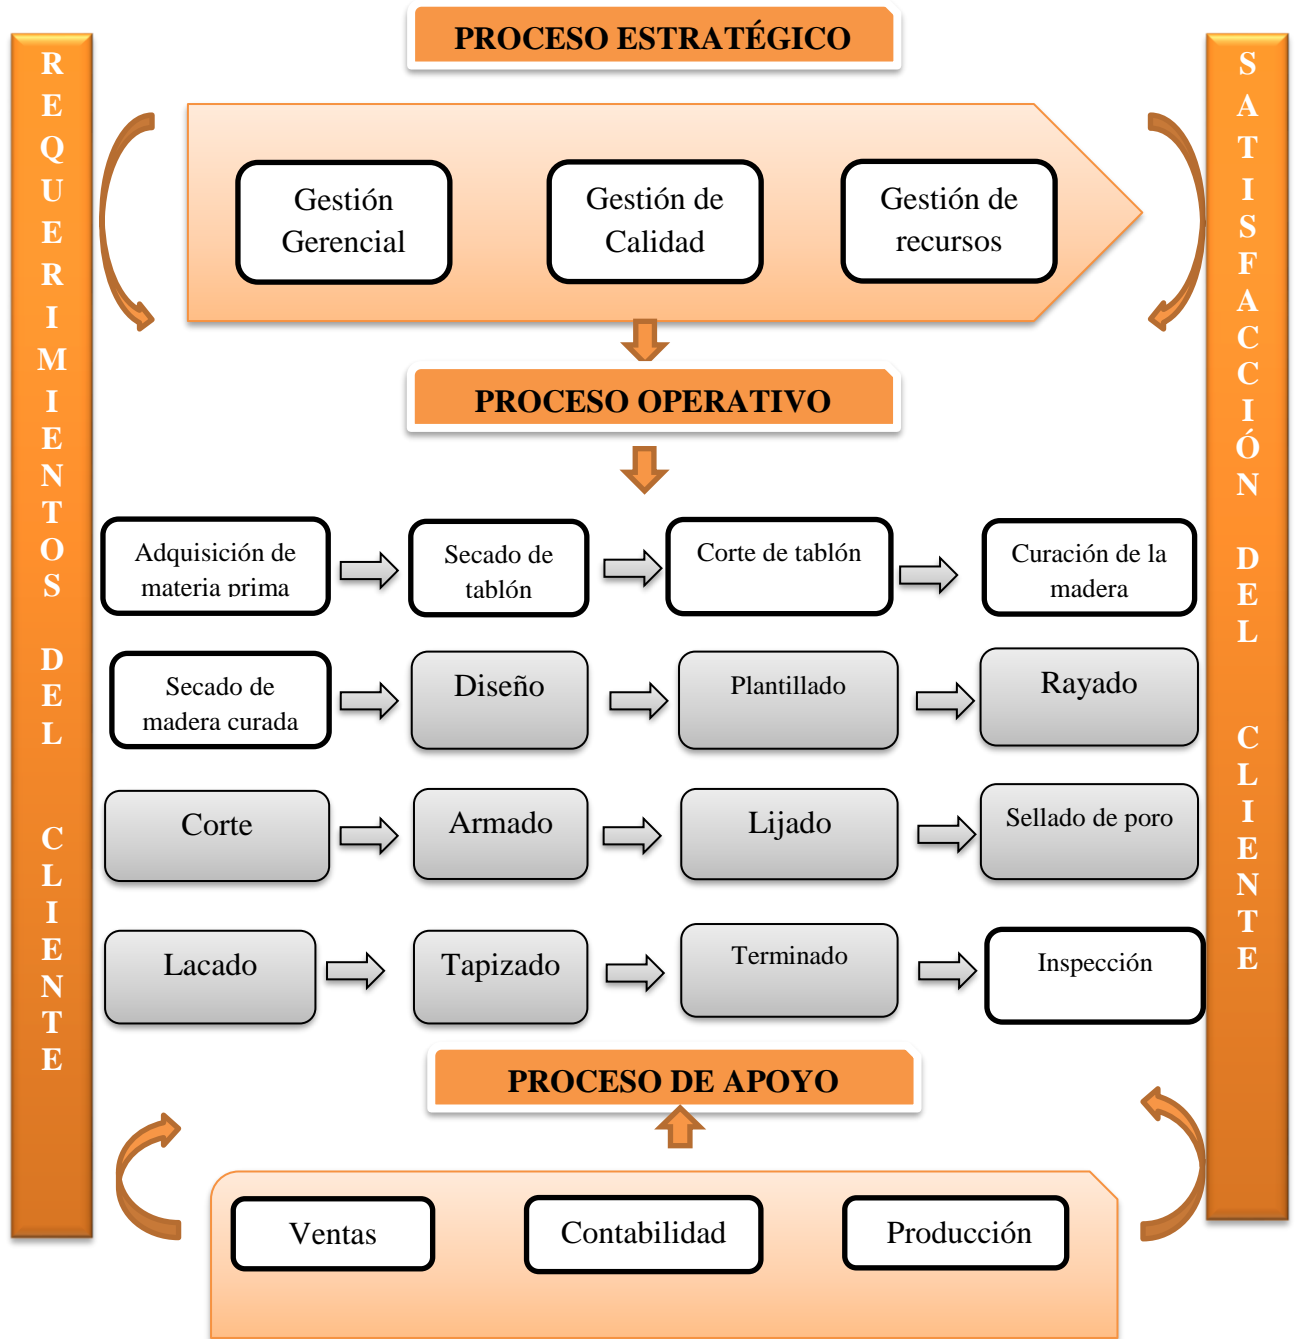 PROCESO ESTRATÉGICO
REQUERIMIENTOS DEL CLIENTE
SATISFACCIÓN DEL CLIENTE
Gestión
Gerencial
Gestión de
Calidad
Gestión de
recursos
PROCESO OPERATIVO
Adquisición de
materia prima
Secado de
tablón
Corte de tablón
Curación de la
madera
Secado de
madera curada
Diseño
Plantillado
Rayado
Corte
Armado
Lijado
Sellado de poro
Lacado
Tapizado
Terminado
Inspección
PROCESO DE APOYO
Ventas
Contabilidad
Producción